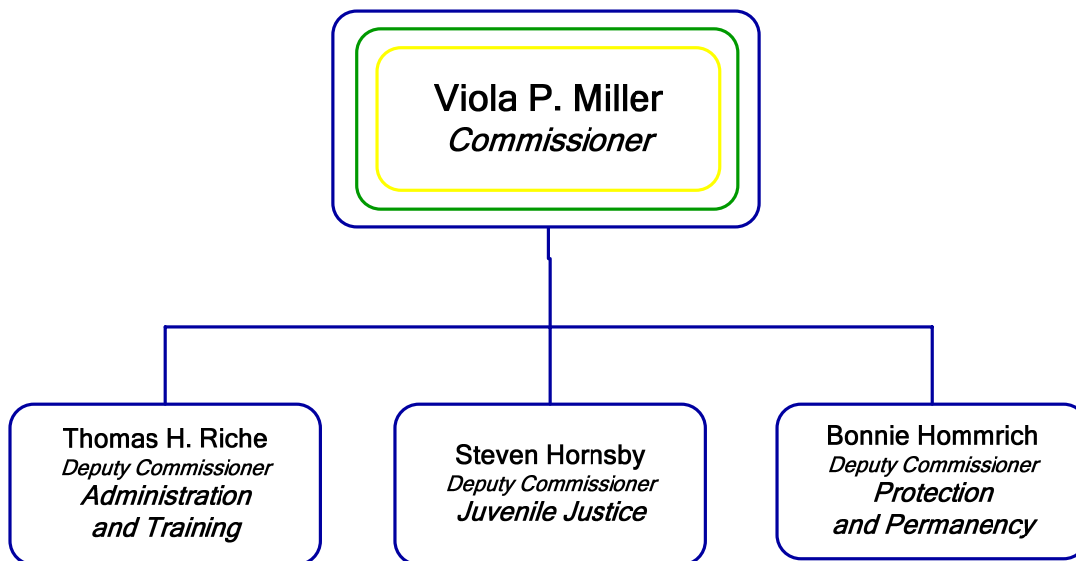 Viola P. Miller
Commissioner
Thomas H. Riche
Deputy Commissioner
Administration
and Training
Steven Hornsby
Deputy Commissioner
Juvenile Justice
Bonnie Hommrich
Deputy Commissioner
Protection
and Permanency